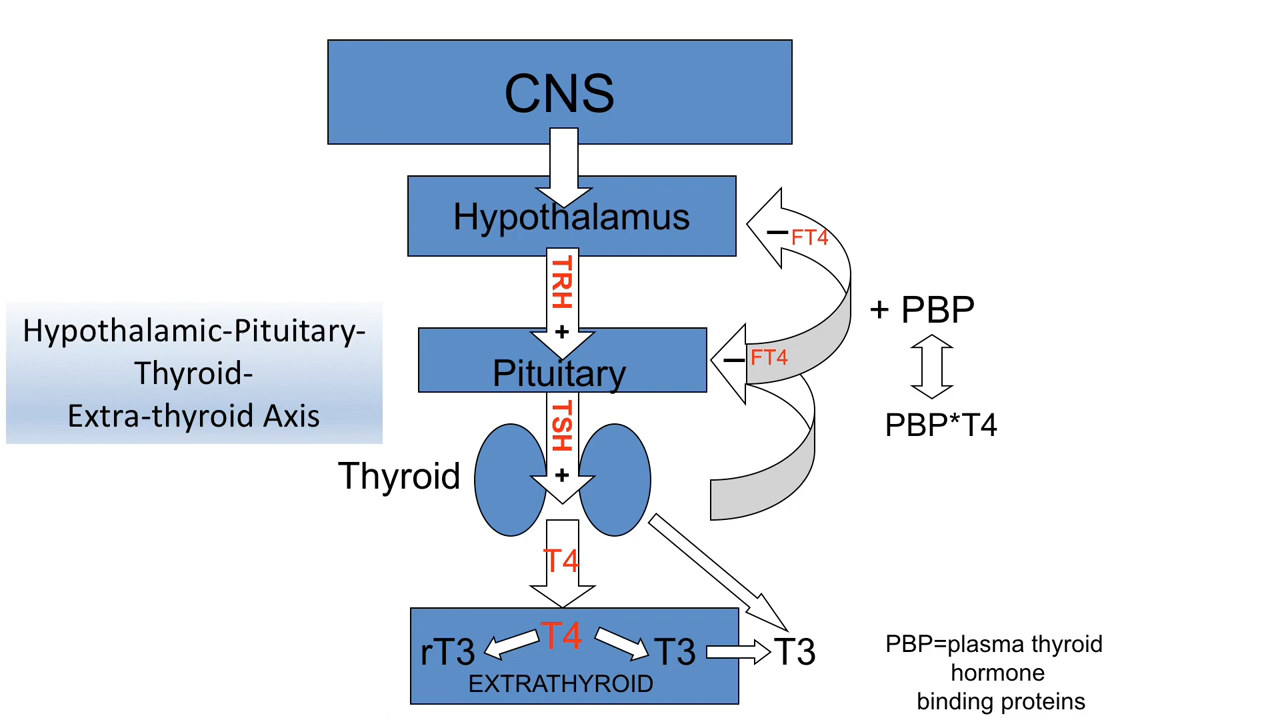 CNS
Hypothalamus
– FT4
TRH
+
+ PBP
Hypothalamic-Pituitary-
Thyroid-
Extra-thyroid Axis
Pituitary
– FT4
PBP*T4
TSH
+
Thyroid
T4
T4
rT3
T3
T3
EXTRATHYROID
PBP=plasma thyroid
hormone
binding proteins